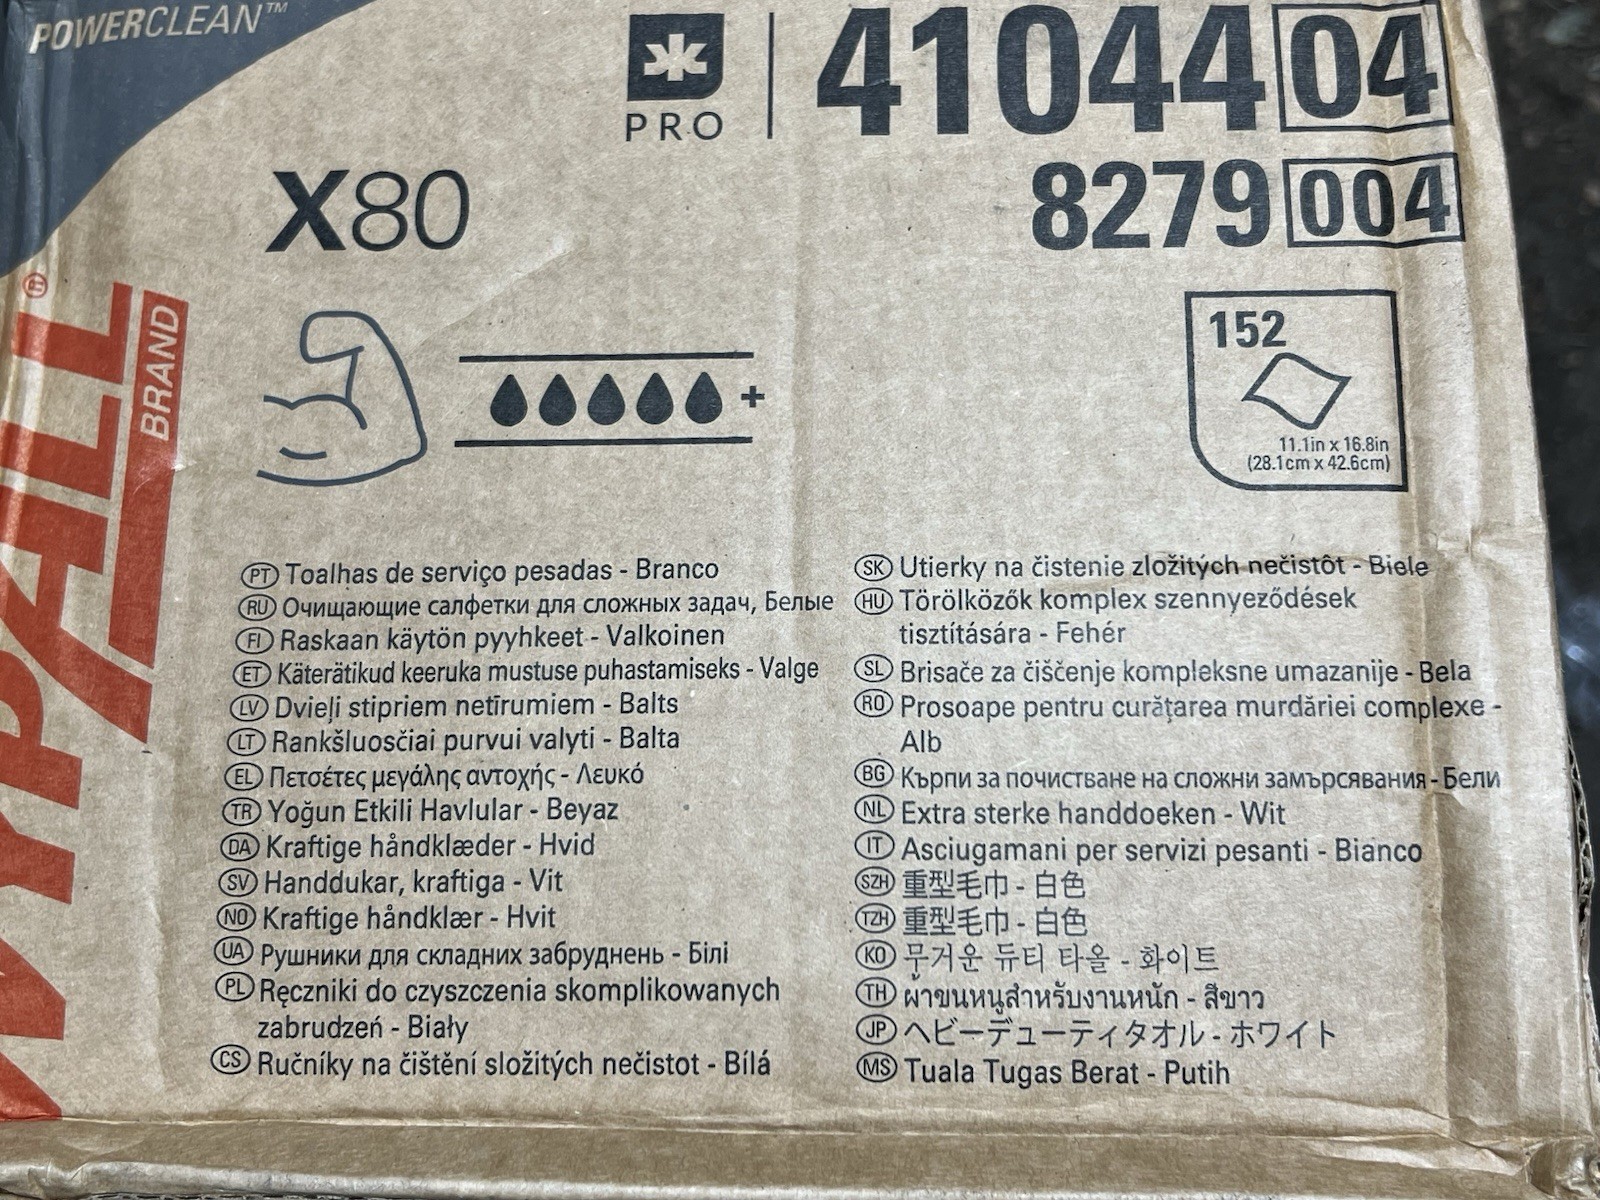 POWERCLEAN™
PRO
41044 04
8279 004
X80
WYPALL®
BRAND
+
152
11.1in x 16.8in
(28.1cm x 42.6cm)
PT Toalhas de serviço pesadas - Branco
RU Очищающие салфетки для сложных задач, Белые
FI Raskaan käytön pyyhkeet - Valkoinen
ET Käterätikud keeruka mustuse puhastamiseks - Valge
LV Dvieļi stipriem netīrumiem - Balts
LT Rankšluosčiai purvui valyti - Balta
EL Πετσέτες μεγάλης αντοχής - Λευκό
TR Yoğun Etkili Havlular - Beyaz
DA Kraftige håndklæder - Hvid
SV Handdukar, kraftiga - Vit
NO Kraftige håndklær - Hvit
UA Рушники для складних забруднень - Білі
PL Ręczniki do czyszczenia skomplikowanych
zabrudzeń - Biały
CS Ručníky na čištění složitých nečistot - Bílá
SK Utierky na čistenie zložitých nečistôt - Biele
HU Törölközők komplex szennyeződések
tisztítására - Fehér
SL Brisače za čiščenje kompleksne umazanije - Bela
RO Prosoape pentru curățarea murdăriei complexe -
Alb
BG Кърпи за почистване на сложни замърсявания - Бели
NL Extra sterke handdoeken - Wit
IT Asciugamani per servizi pesanti - Bianco
SZH 重型毛巾 - 白色
TZH 重型毛巾 - 白色
KO 무거운 듀티 타올 - 화이트
TH ผ้าขนหนูสำหรับงานหนัก - สีขาว
JP ヘビーデューティタオル - ホワイト
MS Tuala Tugas Berat - Putih